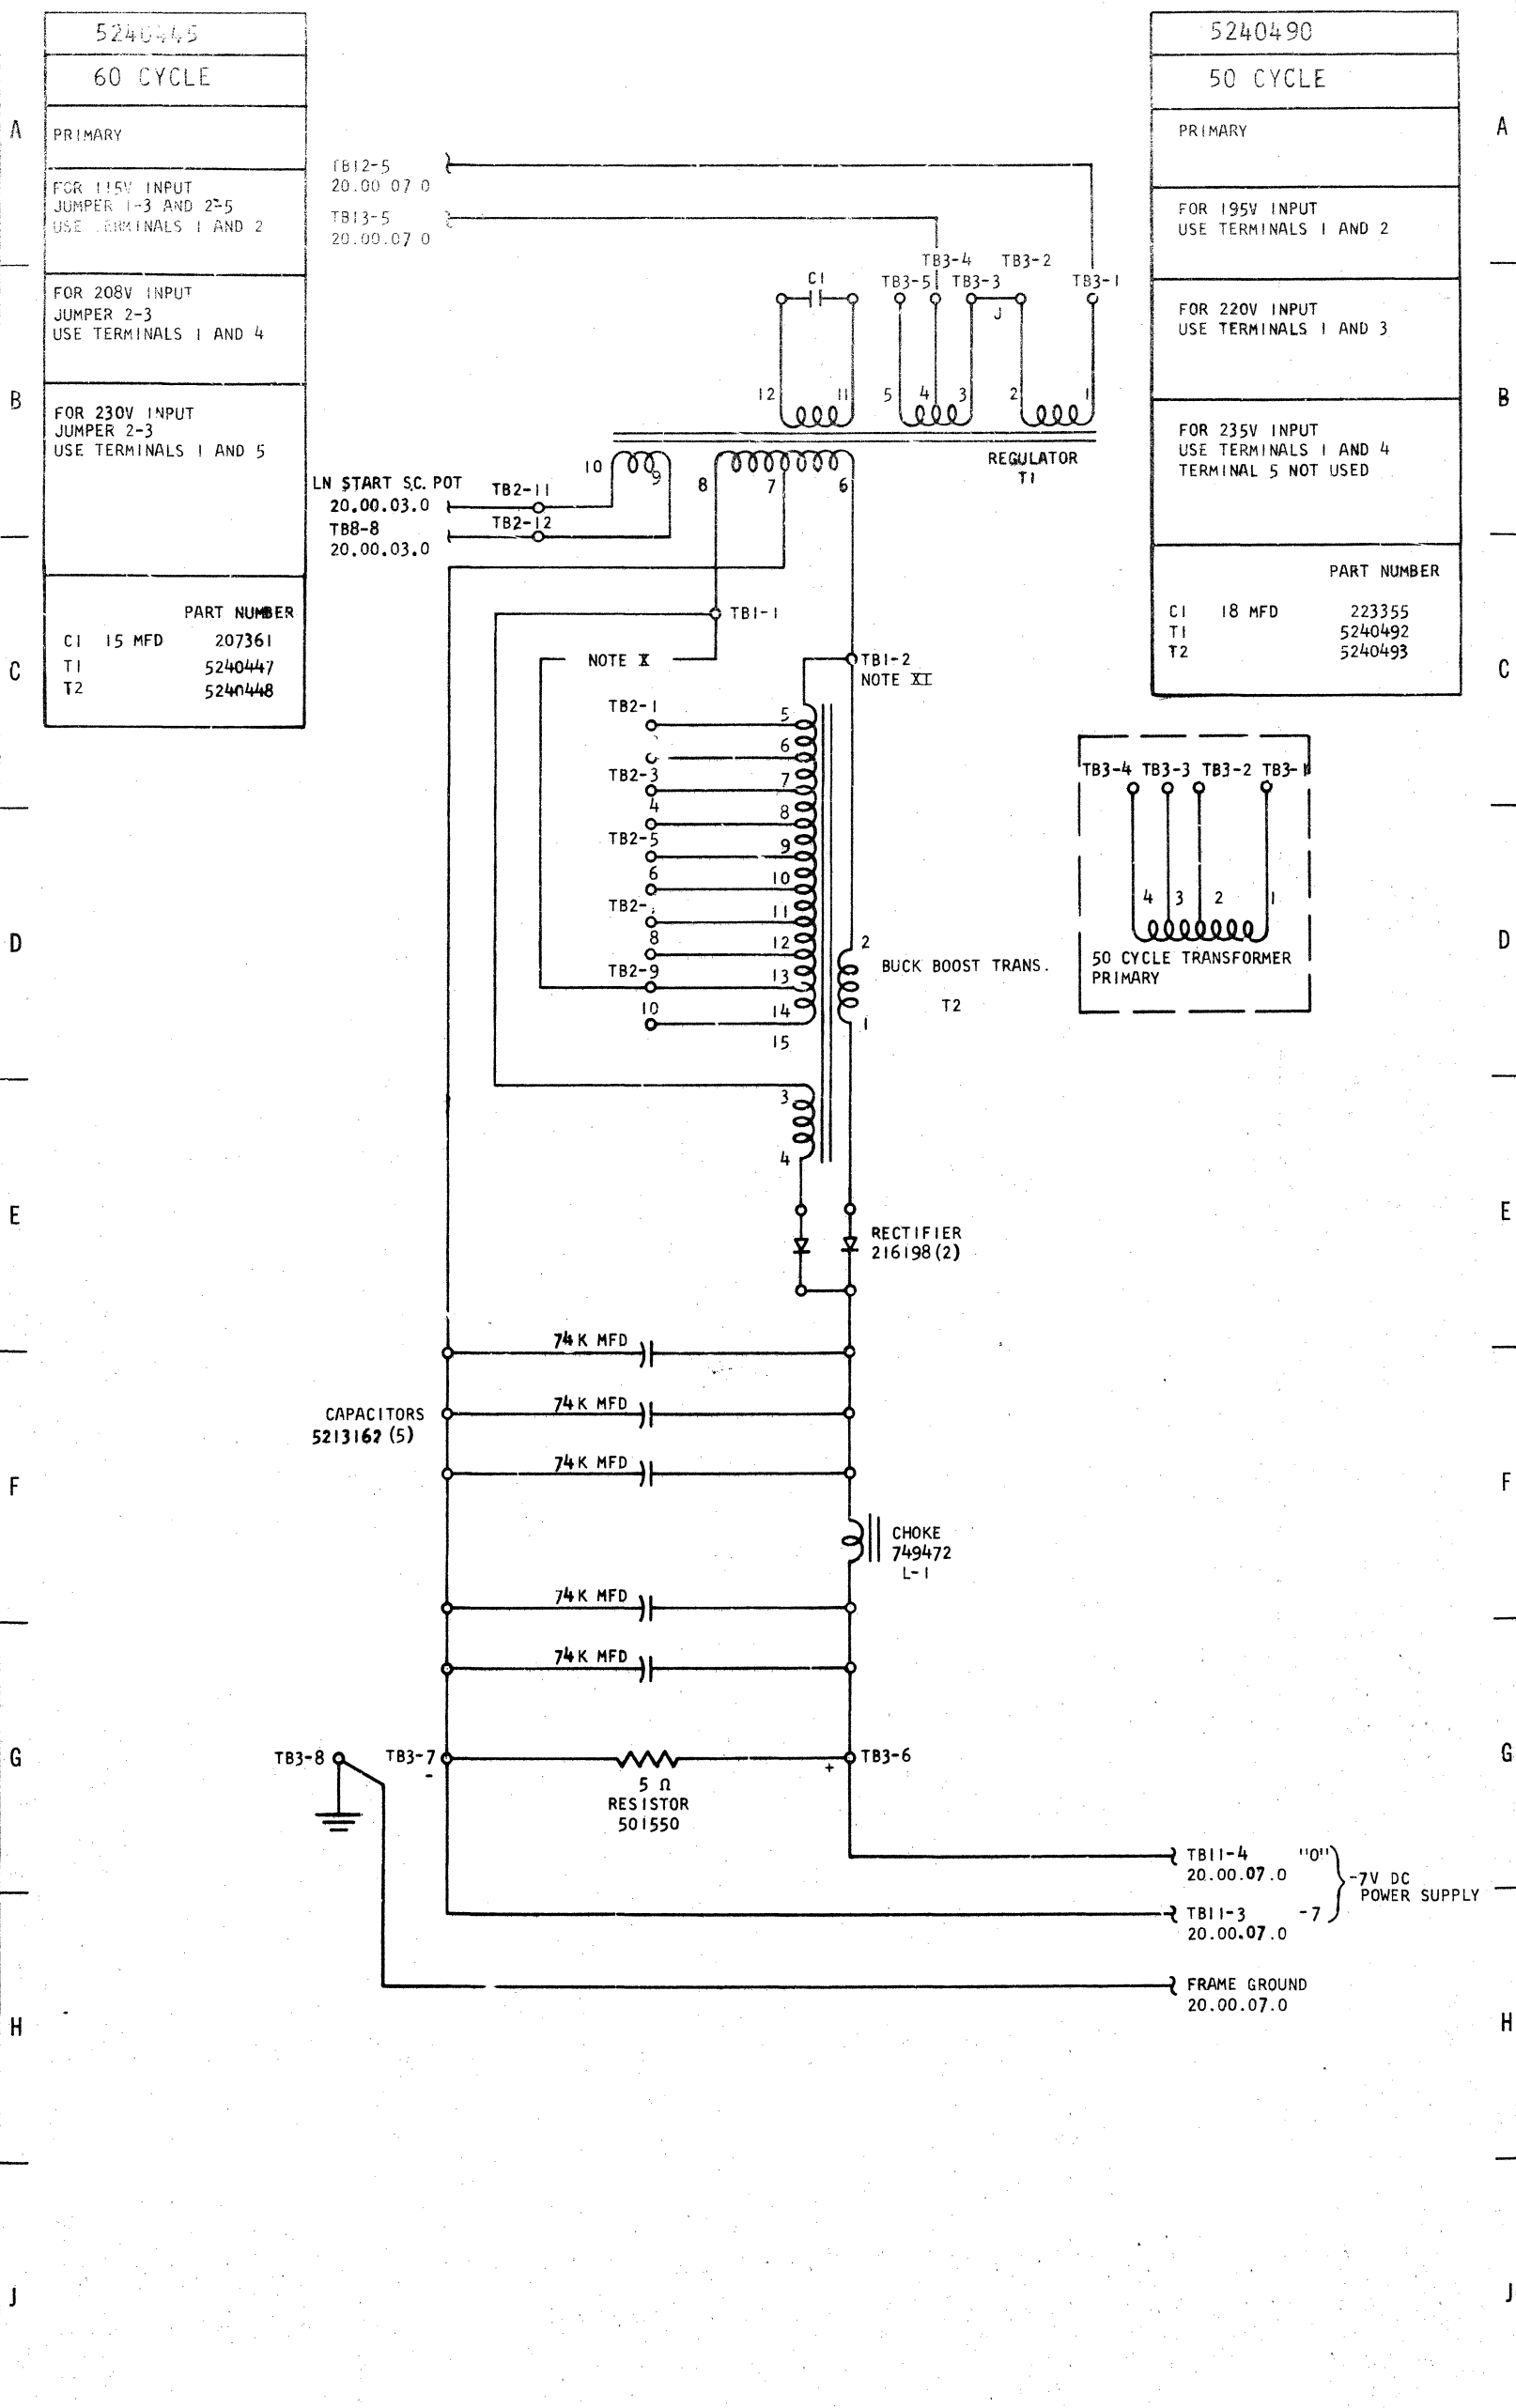 5240445
60 CYCLE
PRIMARY
FOR 115V INPUT
JUMPER 1-3 AND 2-5
USE TERMINALS 1 AND 2
FOR 208V INPUT
JUMPER 2-3
USE TERMINALS 1 AND 4
FOR 230V INPUT
JUMPER 2-3
USE TERMINALS 1 AND 5
PART NUMBER
C1 15 MFD 207361
T1 5240447
T2 5240448
5240490
50 CYCLE
PRIMARY
FOR 195V INPUT
USE TERMINALS 1 AND 2
FOR 220V INPUT
USE TERMINALS 1 AND 3
FOR 235V INPUT
USE TERMINALS 1 AND 4
TERMINAL 5 NOT USED
PART NUMBER
C1 18 MFD 223355
T1 5240492
T2 5240493
A A
B B
C C
D D
E E
F F
G G
H H
J J
TB12-5
20.00 07 0
TB13-5
20.00.07 0
TB3-4 TB3-2
C1 TB3-5 TB3-3 TB3-1
J
12 11 5 4 3 2 1
REGULATOR
T1
10 9 8 7 6
LN START S.C. POT TB2-11
20.00.03.0
TB8-8 TB2-12
20.00.03.0
TB1-1
NOTE X
TB1-2
NOTE XI
TB2-1 5
6
TB2-3 7
4 8
TB2-5 9
6 10
TB2- 11
8 12
TB2-9 13
10 14
15
2
BUCK BOOST TRANS.
T2
1
3
4
TB3-4 TB3-3 TB3-2 TB3-1
4 3 2 1
50 CYCLE TRANSFORMER
PRIMARY
RECTIFIER
216198(2)
74K MFD
CAPACITORS
5213162(5)
74K MFD
74K MFD
CHOKE
749472
L-1
74K MFD
74K MFD
TB3-8 TB3-7 TB3-6
- +
5 Ω
RESISTOR
501550
TB11-4 "0"
20.00.07.0
-7V DC
POWER SUPPLY
TB11-3 -7
20.00.07.0
FRAME GROUND
20.00.07.0